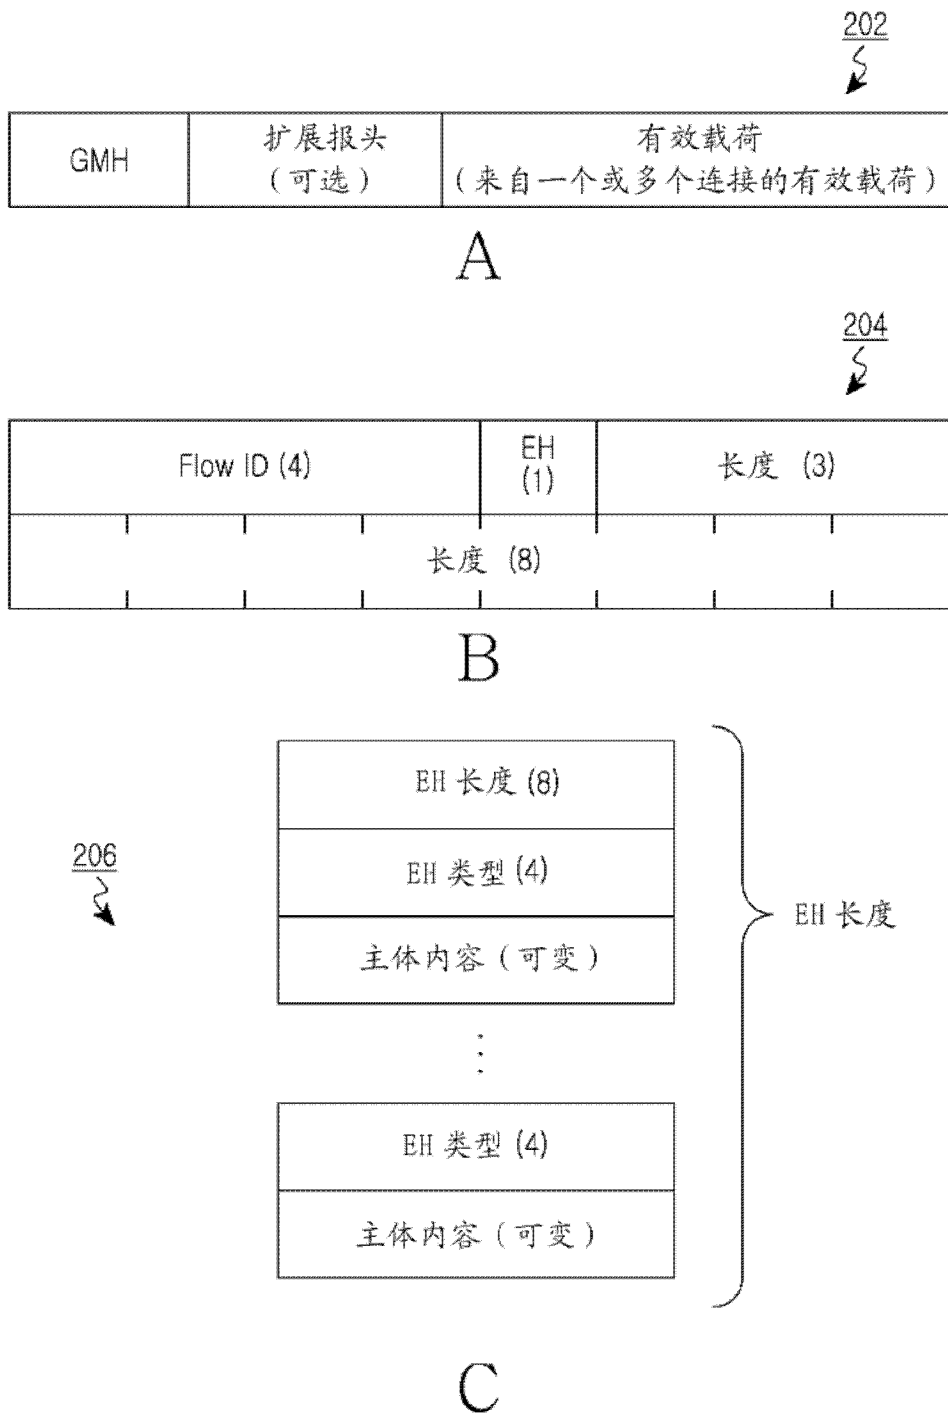 202
GMH
扩展报头
(可选)
有效载荷
(来自一个或多个连接的有效载荷)
A
204
Flow ID (4)
EH
(1)
长度 (3)
长度 (8)
B
206
EH 长度 (8)
EH 类型 (4)
主体内容 (可变)
EH 类型 (4)
主体内容 (可变)
EH 长度
C